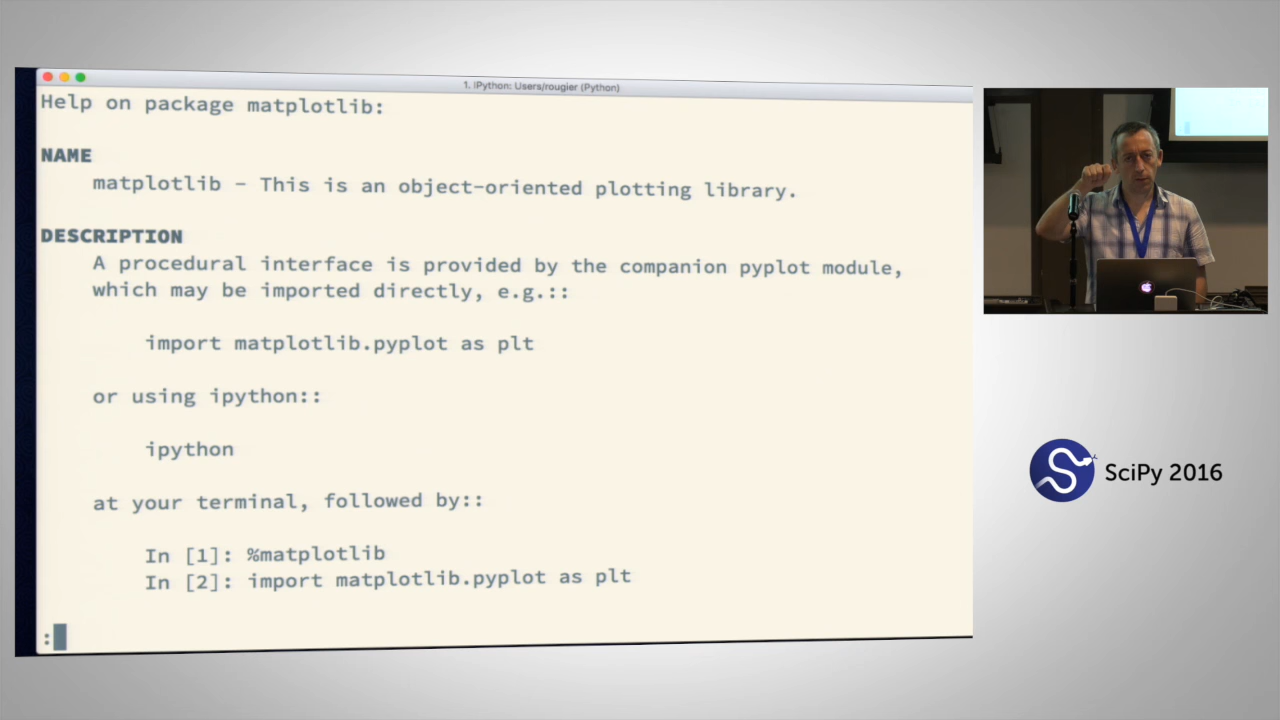 1. IPython: Users/rougier (Python)
Help on package matplotlib:
NAME
matplotlib - This is an object-oriented plotting library.
DESCRIPTION
A procedural interface is provided by the companion pyplot module,
which may be imported directly, e.g.::
import matplotlib.pyplot as plt
or using ipython::
ipython
at your terminal, followed by::
In [1]: %matplotlib
In [2]: import matplotlib.pyplot as plt
:
SciPy 2016